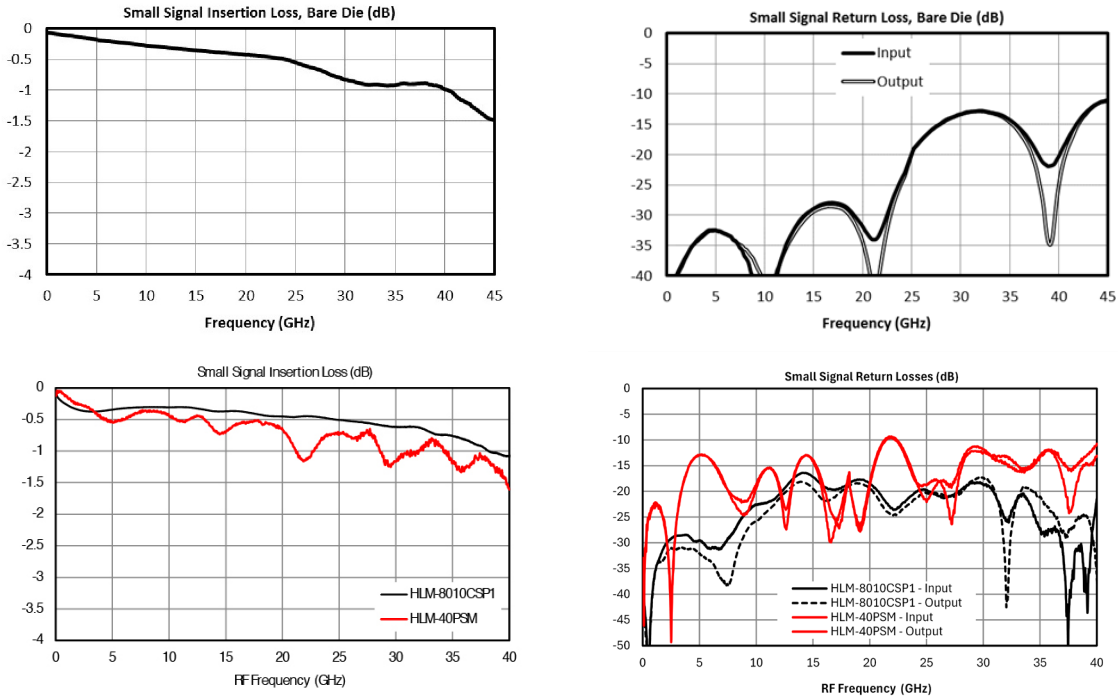 Small Signal Insertion Loss, Bare Die (dB)
0
-0.5
-1
-1.5
-2
-2.5
-3
-3.5
-4
0 5 10 15 20 25 30 35 40 45
Frequency (GHz)
Small Signal Return Loss, Bare Die (dB)
0
-5
-10
-15
-20
-25
-30
-35
-40
Input
Output
0 5 10 15 20 25 30 35 40 45
Frequency (GHz)
Small Signal Insertion Loss (dB)
0
-0.5
-1
-1.5
-2
-2.5
-3
-3.5
-4
HLM-8010CSP1
HLM-40PSM
0 5 10 15 20 25 30 35 40
RF Frequency (GHz)
Small Signal Return Losses (dB)
0
-5
-10
-15
-20
-25
-30
-35
-40
-45
-50
HLM-8010CSP1 - Input
HLM-8010CSP1 - Output
HLM-40PSM - Input
HLM-40PSM - Output
0 5 10 15 20 25 30 35 40
RF Frequency (GHz)